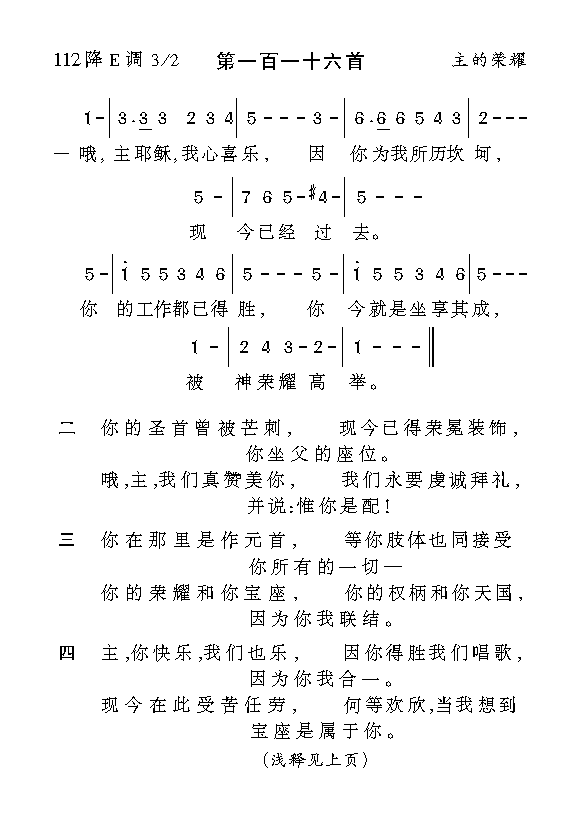 112降E调 3/2 第一百一十六首 主的荣耀
1-|3·3 3 2 3 4|5---3-|6·6 6 5 4 3|2---
一 哦, 主耶稣,我心喜乐, 因 你为我所历坎坷,
5-|7 6 5-#4-|5---
现 今已经 过 去。
5-|i 5 5 3 4 6|5---5-|i 5 5 3 4 6|5---
你 的工作都已得胜, 你 今就是坐享其成,
1-|2 4 3-2-|1---‖
被 神荣耀高 举。
二 你的圣首曾被芒刺, 现今已得荣冕装饰,
你坐父的座位。
哦,主,我们真赞美你, 我们永要虔诚拜礼,
并说:惟你是配!
三 你在那里是作元首, 等你肢体也同接受
你所有的一切—
你的荣耀和你宝座, 你的权柄和你天国,
因为你我联结。
四 主,你快乐,我们也乐, 因你得胜我们唱歌,
因为你我合一。
现今在此受苦任劳, 何等欢欣,当我想到
宝座是属于你。
(浅释见上页)